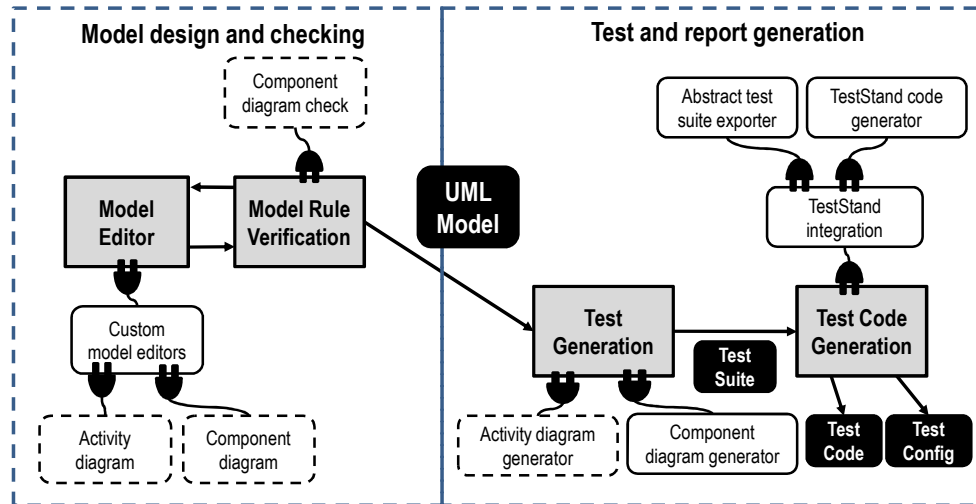 Model design and checking
Component
diagram check
Model
Editor
Model Rule
Verification
Custom
model editors
Activity
diagram
Component
diagram
UML
Model
Test and report generation
Abstract test
suite exporter
TestStand code
generator
TestStand
integration
Test
Generation
Test
Suite
Test Code
Generation
Activity diagram
generator
Component
diagram generator
Test
Code
Test
Config